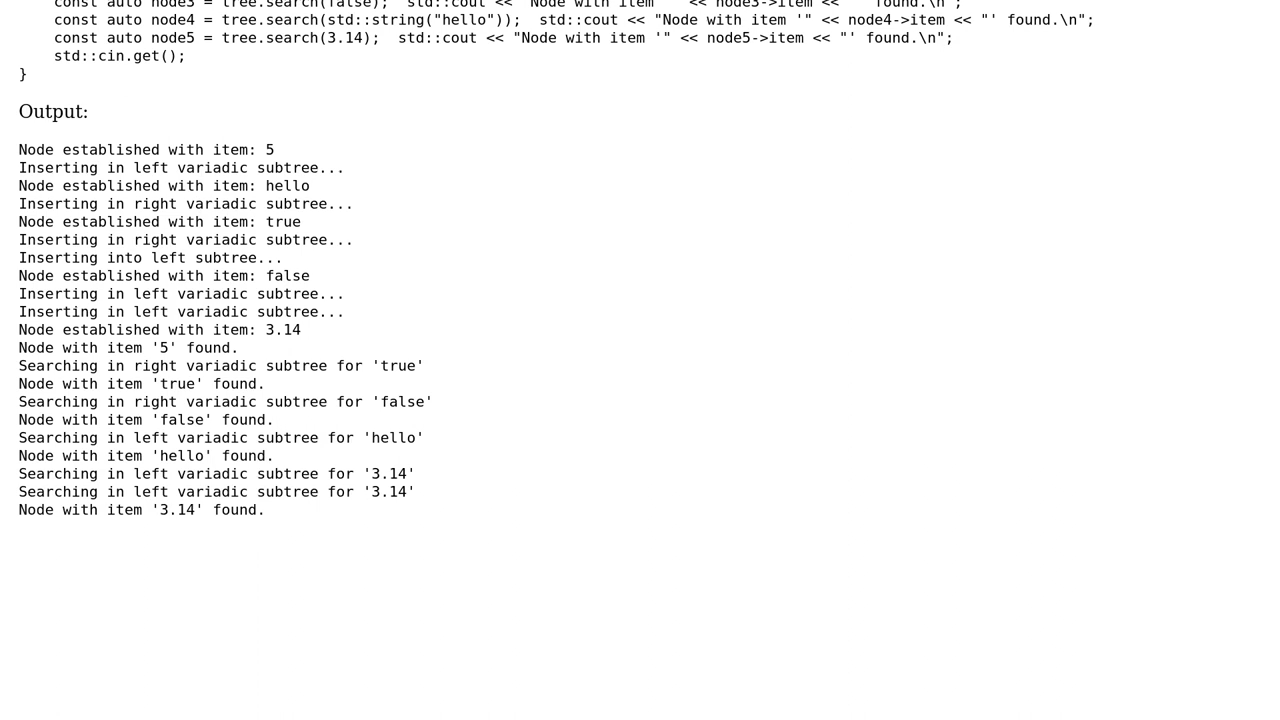 const auto node3 = tree.search(false);  std::cout << "Node with item '" << node3->item << "' found.\n";
    const auto node4 = tree.search(std::string("hello"));  std::cout << "Node with item '" << node4->item << "' found.\n";
    const auto node5 = tree.search(3.14);  std::cout << "Node with item '" << node5->item << "' found.\n";
    std::cin.get();
}
Output:
Node established with item: 5
Inserting in left variadic subtree...
Node established with item: hello
Inserting in right variadic subtree...
Node established with item: true
Inserting in right variadic subtree...
Inserting into left subtree...
Node established with item: false
Inserting in left variadic subtree...
Inserting in left variadic subtree...
Node established with item: 3.14
Node with item '5' found.
Searching in right variadic subtree for 'true'
Node with item 'true' found.
Searching in right variadic subtree for 'false'
Node with item 'false' found.
Searching in left variadic subtree for 'hello'
Node with item 'hello' found.
Searching in left variadic subtree for '3.14'
Searching in left variadic subtree for '3.14'
Node with item '3.14' found.